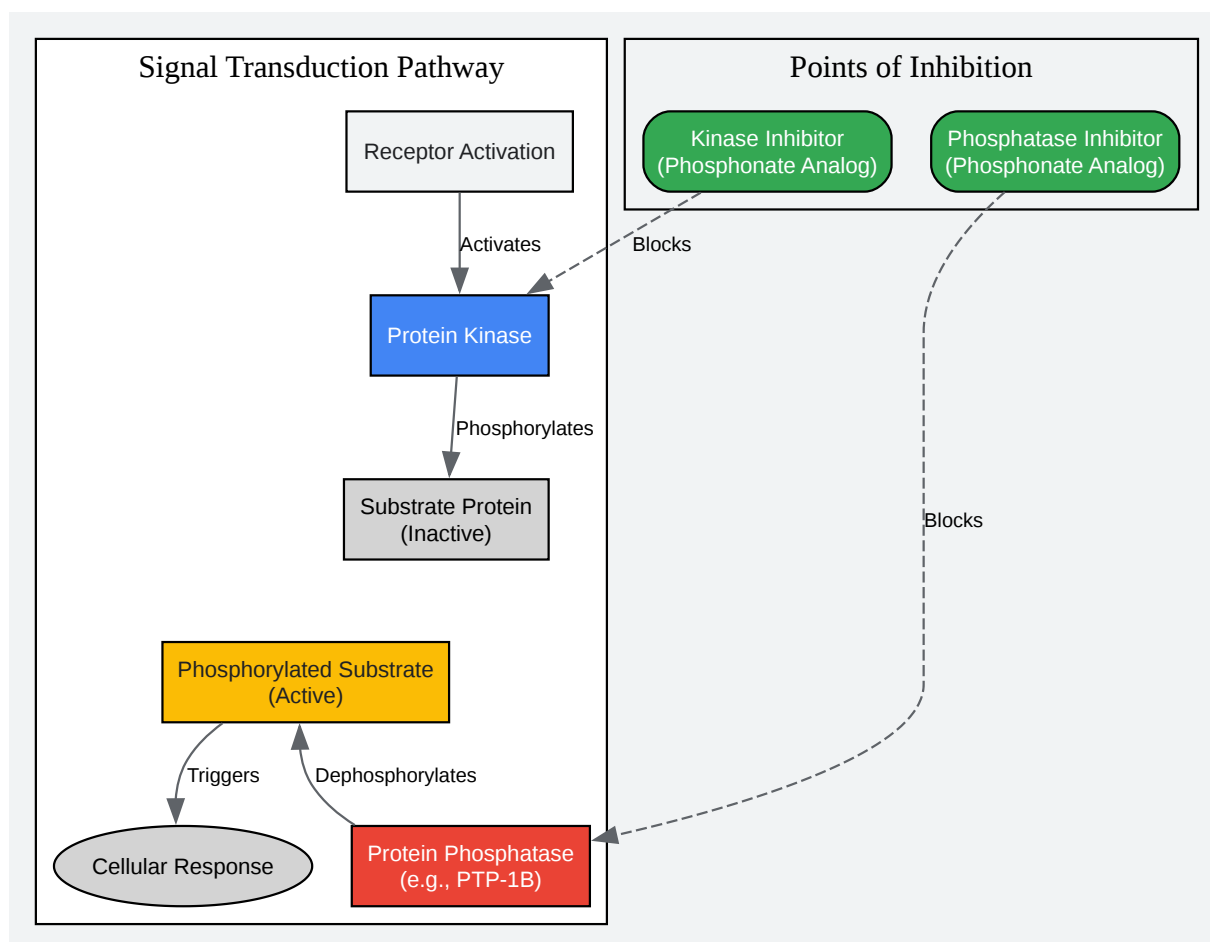 Signal Transduction Pathway
Points of Inhibition
Receptor Activation
Kinase Inhibitor
(Phosphonate Analog)
Phosphatase Inhibitor
(Phosphonate Analog)
Activates
Blocks
Protein Kinase
Phosphorylates
Substrate Protein
(Inactive)
Blocks
Phosphorylated Substrate
(Active)
Triggers
Dephosphorylates
Cellular Response
Protein Phosphatase
(e.g., PTP-1B)